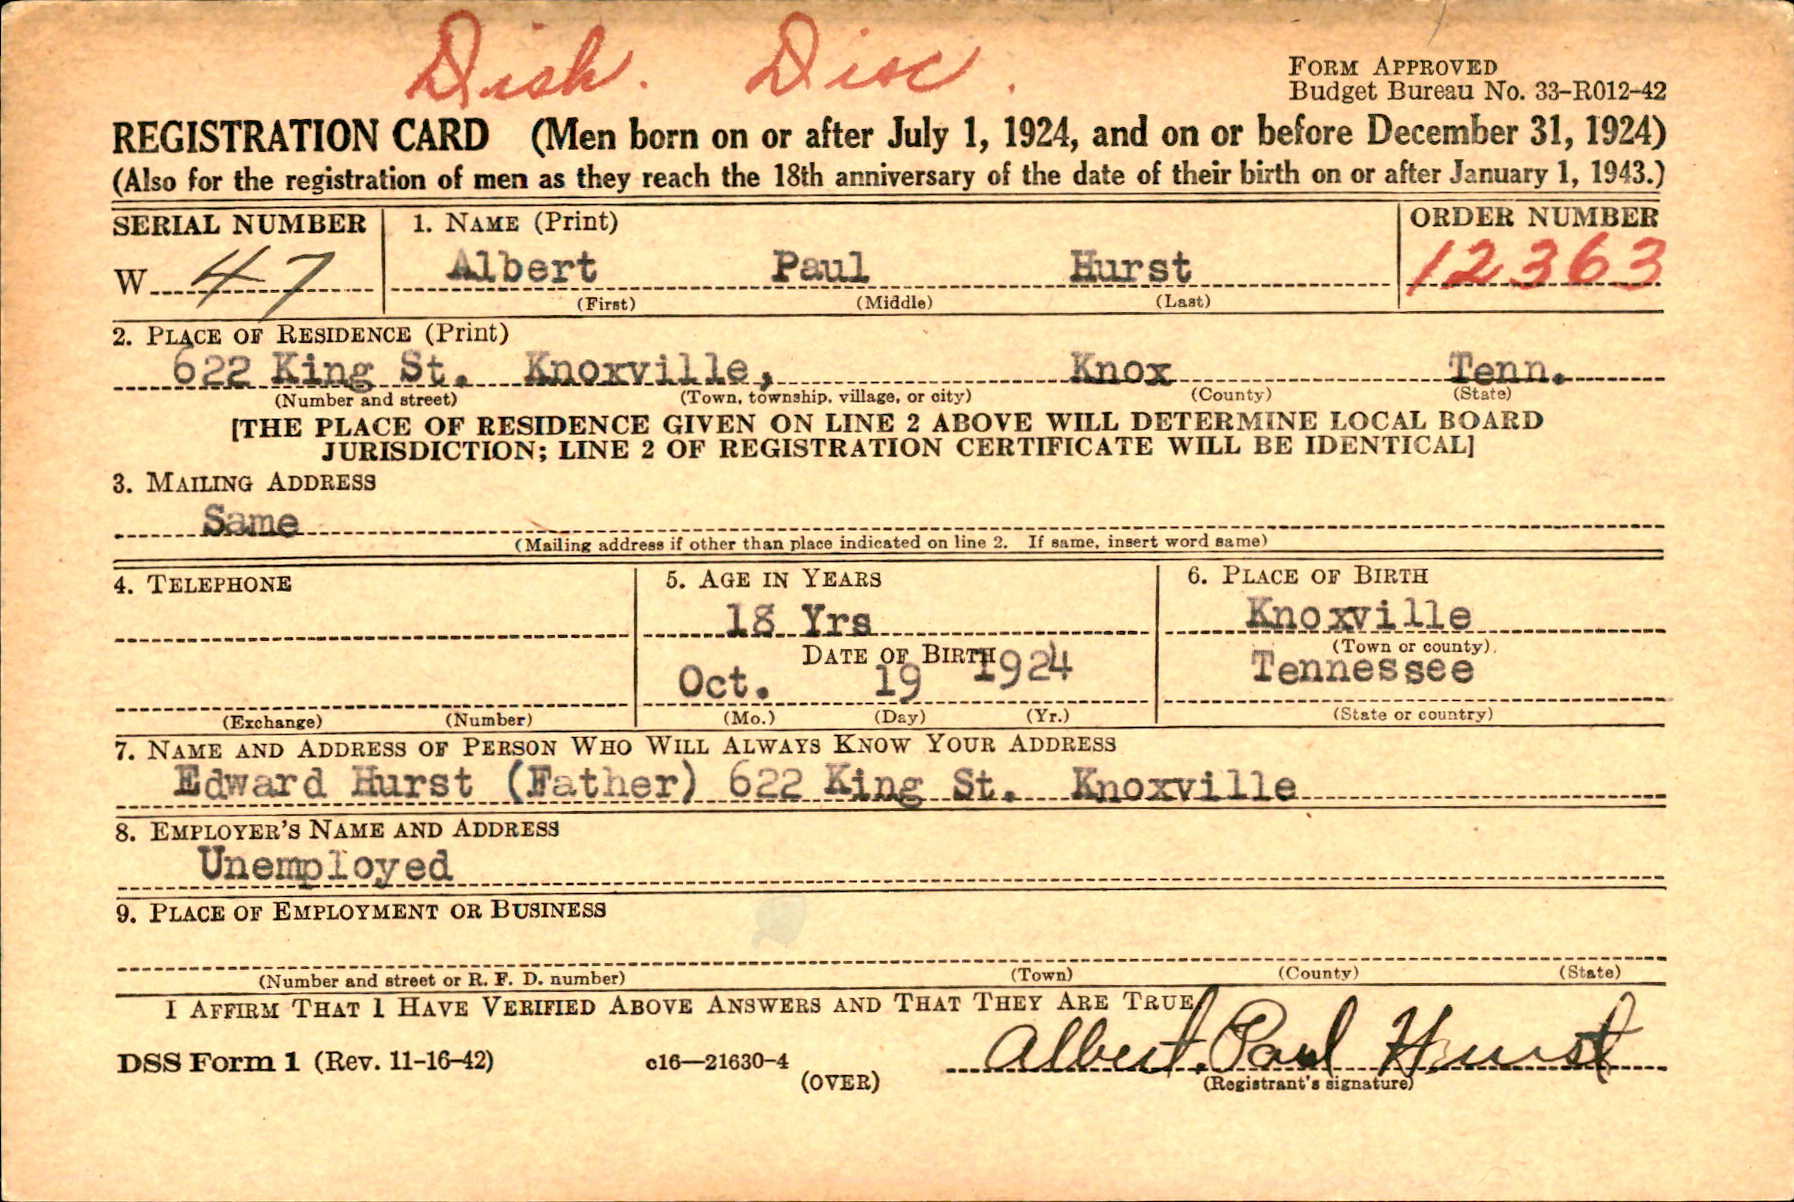 Dish. Disc.
FORM APPROVED
Budget Bureau No. 33-R012-42
REGISTRATION CARD (Men born on or after July 1, 1924, and on or before December 31, 1924)
(Also for the registration of men as they reach the 18th anniversary of the date of their birth on or after January 1, 1943.)
SERIAL NUMBER 1. NAME (Print) ORDER NUMBER
W 47 Albert Paul Hurst 12363
(First) (Middle) (Last)
2. PLACE OF RESIDENCE (Print)
622 King St. Knoxville, Knox Tenn.
(Number and street) (Town, township, village, or city) (County) (State)
[THE PLACE OF RESIDENCE GIVEN ON LINE 2 ABOVE WILL DETERMINE LOCAL BOARD
JURISDICTION; LINE 2 OF REGISTRATION CERTIFICATE WILL BE IDENTICAL]
3. MAILING ADDRESS
Same
(Mailing address if other than place indicated on line 2. If same, insert word same)
4. TELEPHONE 5. AGE IN YEARS 6. PLACE OF BIRTH
18 Yrs Knoxville
DATE OF BIRTH (Town or county)
Oct. 19 1924 Tennessee
(Exchange) (Number) (Mo.) (Day) (Yr.) (State or country)
7. NAME AND ADDRESS OF PERSON WHO WILL ALWAYS KNOW YOUR ADDRESS
Edward Hurst (Father) 622 King St. Knoxville
8. EMPLOYER'S NAME AND ADDRESS
Unemployed
9. PLACE OF EMPLOYMENT OR BUSINESS
(Number and street or R. F. D. number) (Town) (County) (State)
I AFFIRM THAT I HAVE VERIFIED ABOVE ANSWERS AND THAT THEY ARE TRUE
DSS Form 1 (Rev. 11-16-42) c16—21630-4 Albert Paul Hurst
(OVER) (Registrant's signature)